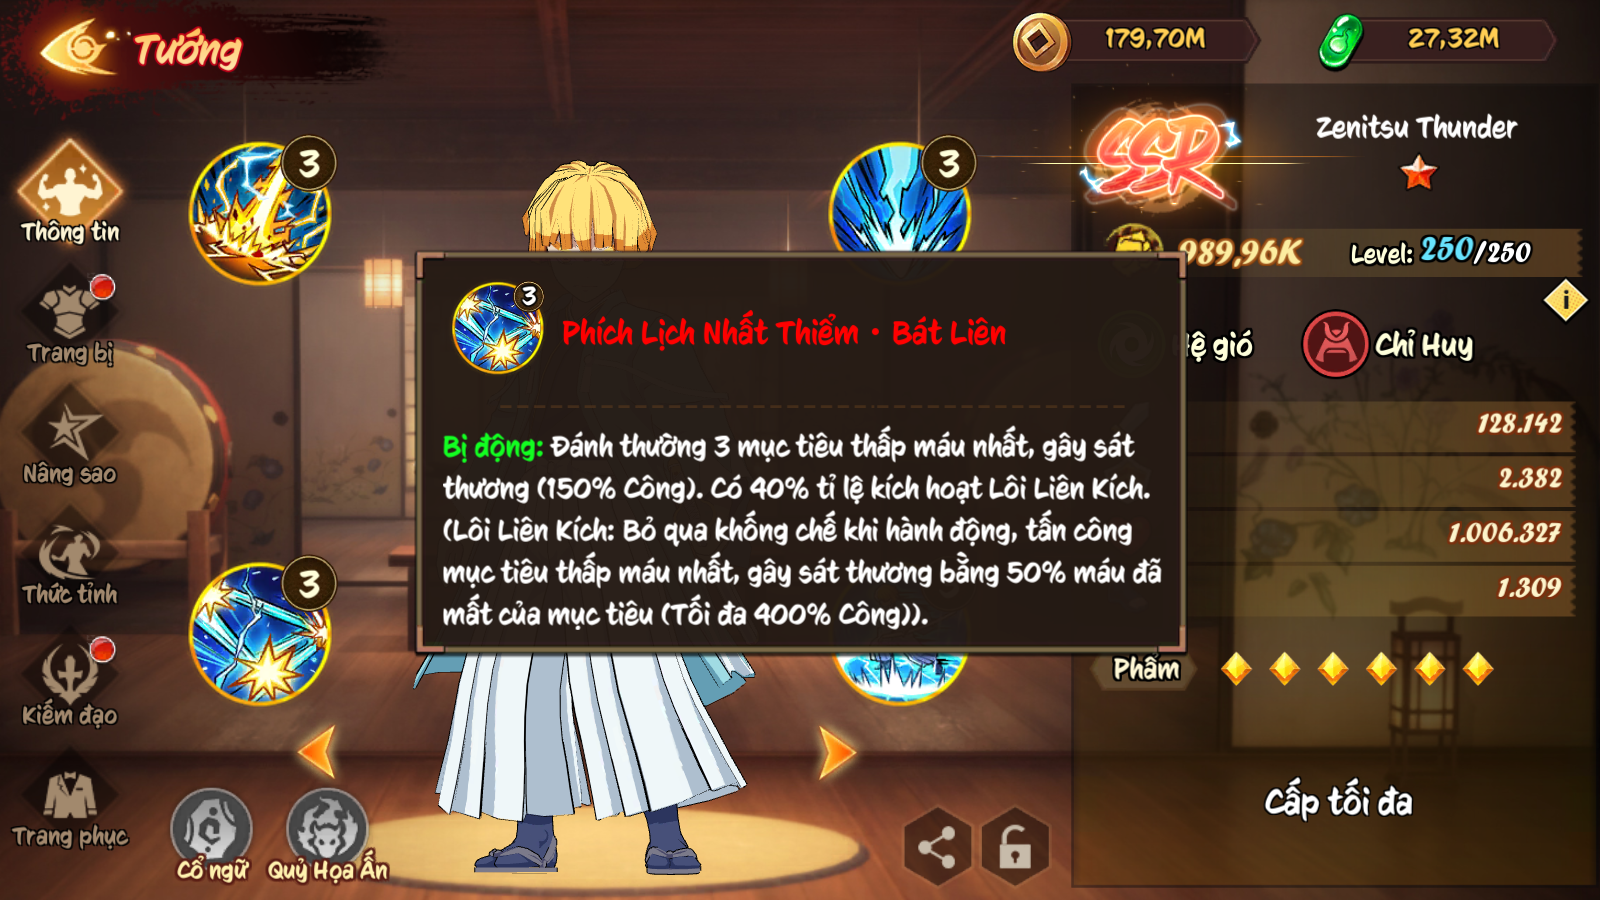 Tướng
179,70M
27,32M
SSR
Zenitsu Thunder
989,96K
Level: 250/250
Thông tin
Trang bị
Nâng sao
Thức tỉnh
Kiếm đạo
Trang phục
3
3
3
3
Phích Lịch Nhất Thiểm • Bát Liên
Bị động: Đánh thường 3 mục tiêu thấp máu nhất, gây sát
thương (150% Công). Có 40% tỉ lệ kích hoạt Lôi Liên Kích.
(Lôi Liên Kích: Bỏ qua khống chế khi hành động, tấn công
mục tiêu thấp máu nhất, gây sát thương bằng 50% máu đã
mất của mục tiêu (Tối đa 400% Công)).
Hệ gió
Chỉ Huy
128.142
2.382
1.006.327
1.309
Phẩm
Cấp tối đa
Cổ ngữ
Quỷ Họa Ấn